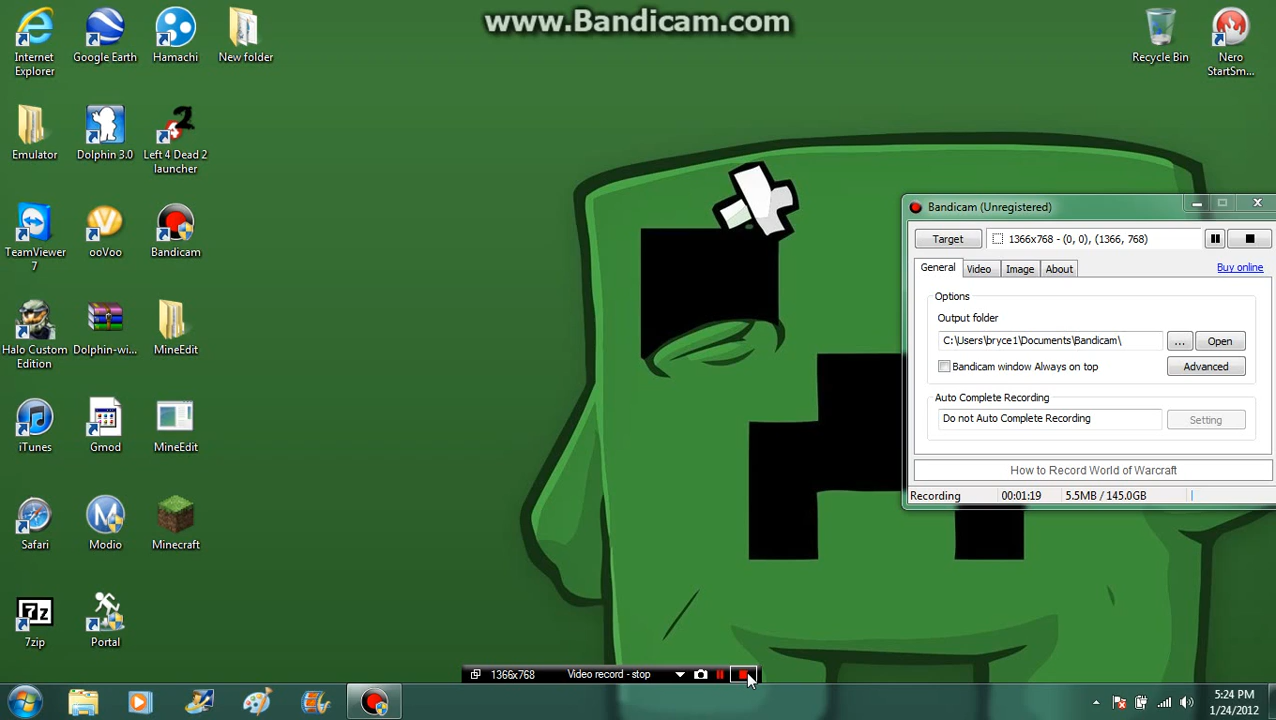 www.Bandicam.com
Internet
Explorer
Google Earth
Hamachi
New folder
Recycle Bin
Nero
StartSm...
Emulator
Dolphin 3.0
Left 4 Dead 2
launcher
TeamViewer
7
ooVoo
Bandicam
Halo Custom
Edition
Dolphin-wi...
MineEdit
iTunes
Gmod
MineEdit
Safari
Modio
Minecraft
7z
7zip
Portal
Bandicam (Unregistered)
Target
1366x768 - (0, 0), (1366, 768)
General
Video
Image
About
Buy online
Options
Output folder
C:\Users\bryce1\Documents\Bandicam\
...
Open
Bandicam window Always on top
Advanced
Auto Complete Recording
Do not Auto Complete Recording
Setting
How to Record World of Warcraft
Recording
00:01:19
5.5MB / 145.0GB
1366x768
Video record - stop
5:24 PM
1/24/2012